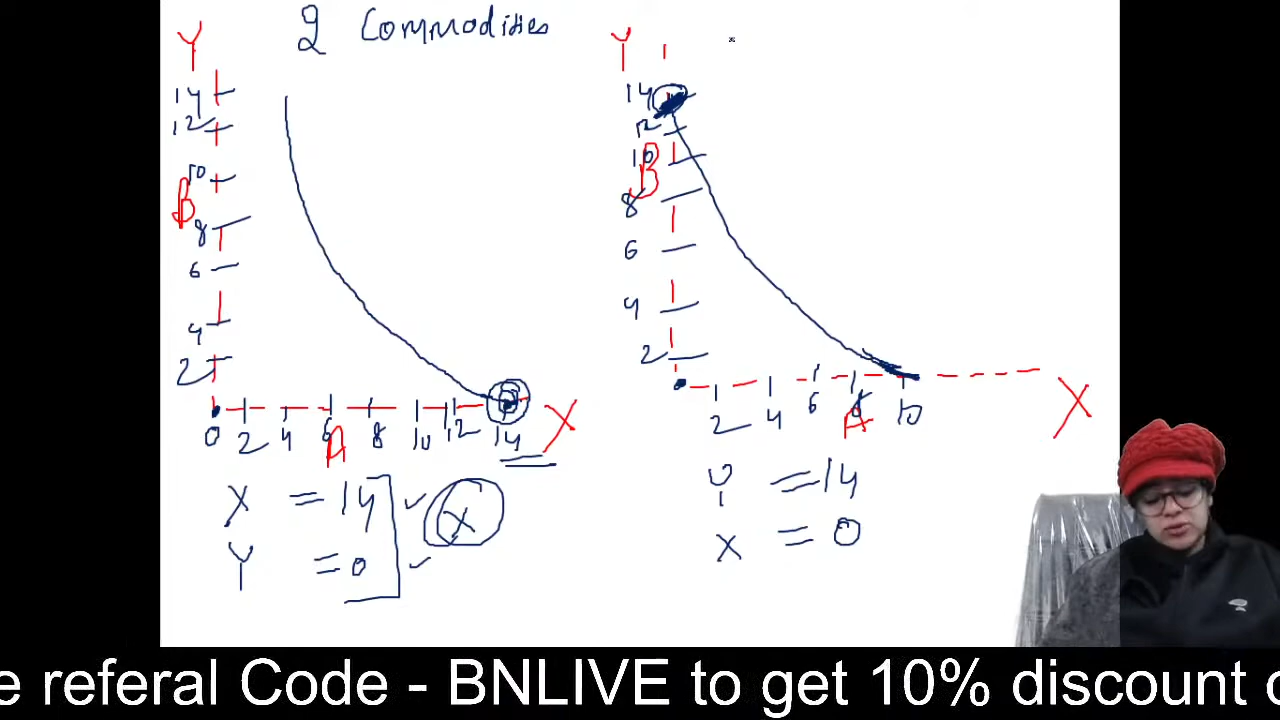 2 Commodities
Y
14
12
10
B
8
6
4
2
0 2 4 6 8 10 12 14
A
X
X = 14 ✓
Y = 0 ✓
X
Y
14
12
10
B
8
6
4
2
2 4 6 8 10
A
X
Y = 14
X = 0
e referal Code - BNLIVE to get 10% discount